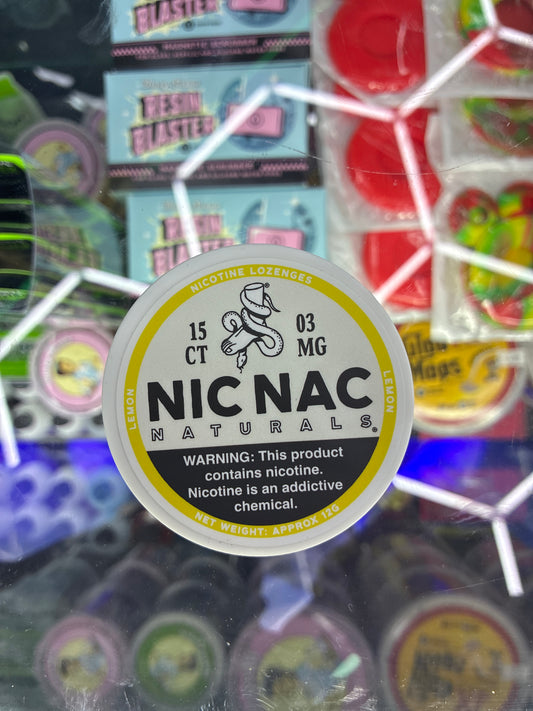 BLASTER
RESIN
BLASTER
RESIN
BLASTER
NICOTINE LOZENGES
15
CT
03
MG
LEMON
NIC NAC
NATURALS®
LEMON
WARNING: This product
contains nicotine.
Nicotine is an addictive
chemical.
NET WEIGHT: APPROX 12G